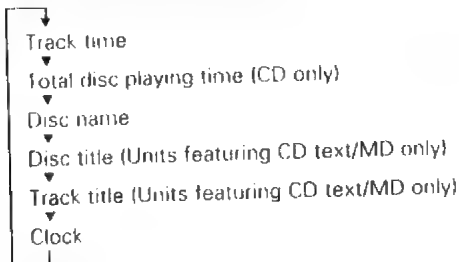 Track time
Total disc playing time (CD only)
Disc name
Disc title (Units featuring CD text/MD only)
Track title (Units featuring CD text/MD only)
Clock